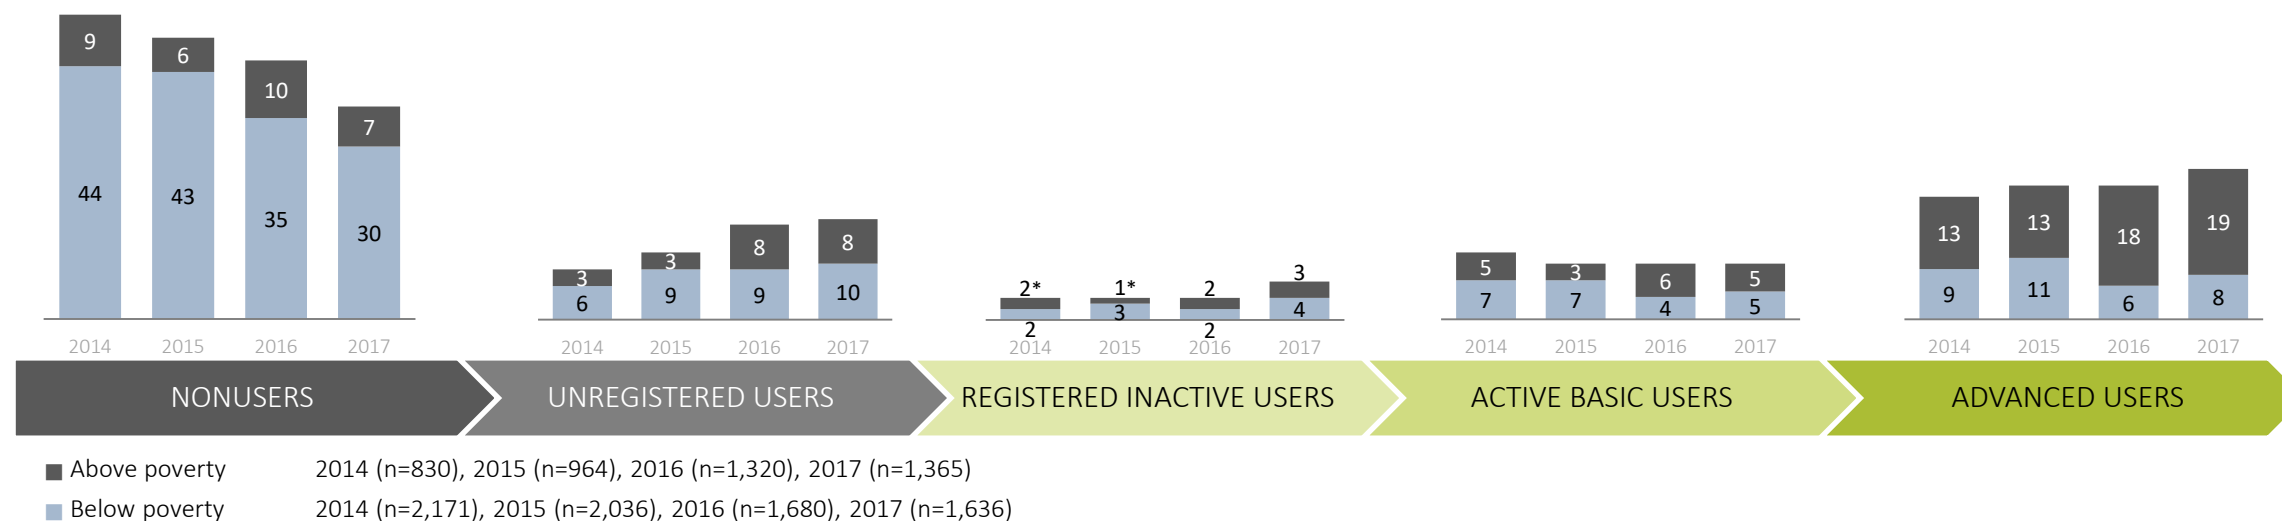 9 6 10 7
44 43 35 30
2014 2015 2016 2017
3 3 8 8
6 9 9 10
2014 2015 2016 2017
2* 1* 2 3
2 3 2 4
2014 2015 2016 2017
5 3 6 5
7 7 4 5
2014 2015 2016 2017
13 13 18 19
9 11 6 8
2014 2015 2016 2017
NONUSERS
UNREGISTERED USERS
REGISTERED INACTIVE USERS
ACTIVE BASIC USERS
ADVANCED USERS
Above poverty 2014 (n=830), 2015 (n=964), 2016 (n=1,320), 2017 (n=1,365)
Below poverty 2014 (n=2,171), 2015 (n=2,036), 2016 (n=1,680), 2017 (n=1,636)